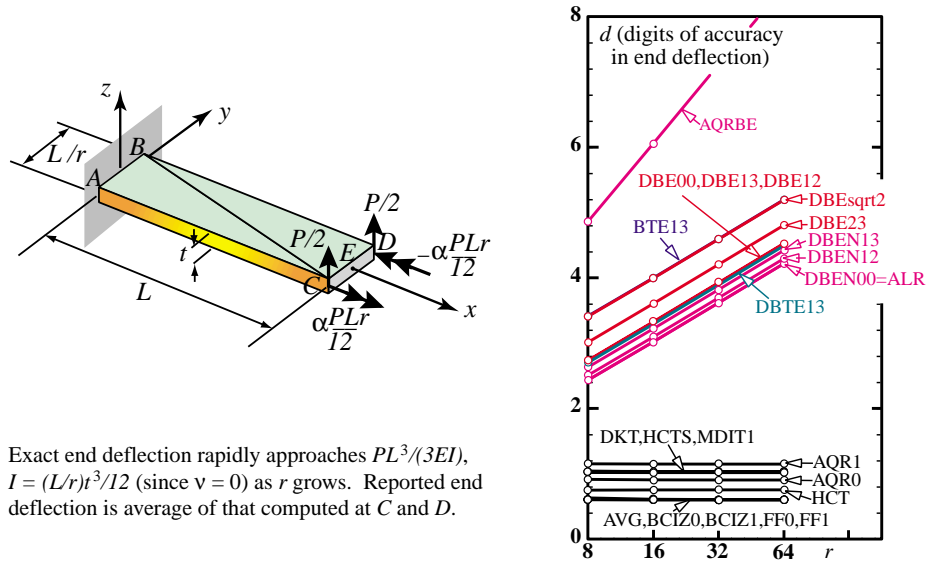 z
y
L/r
B
A
P/2
P/2
E
D
–α PLr/12
t
C
L
α PLr/12
x
Exact end deflection rapidly approaches PL³/(3EI),
I = (L/r)t³/12 (since ν = 0) as r grows. Reported end
deflection is average of that computed at C and D.
8
d (digits of accuracy
in end deflection)
AQRBE
6
DBE00,DBE13,DBE12
DBEsqrt2
BTE13
DBE23
DBEN13
DBEN12
4
DBEN00=ALR
DBTE13
2
DKT,HCTS,MDIT1
AQR1
AQR0
HCT
AVG,BCIZ0,BCIZ1,FF0,FF1
0
8 16 32 64 r